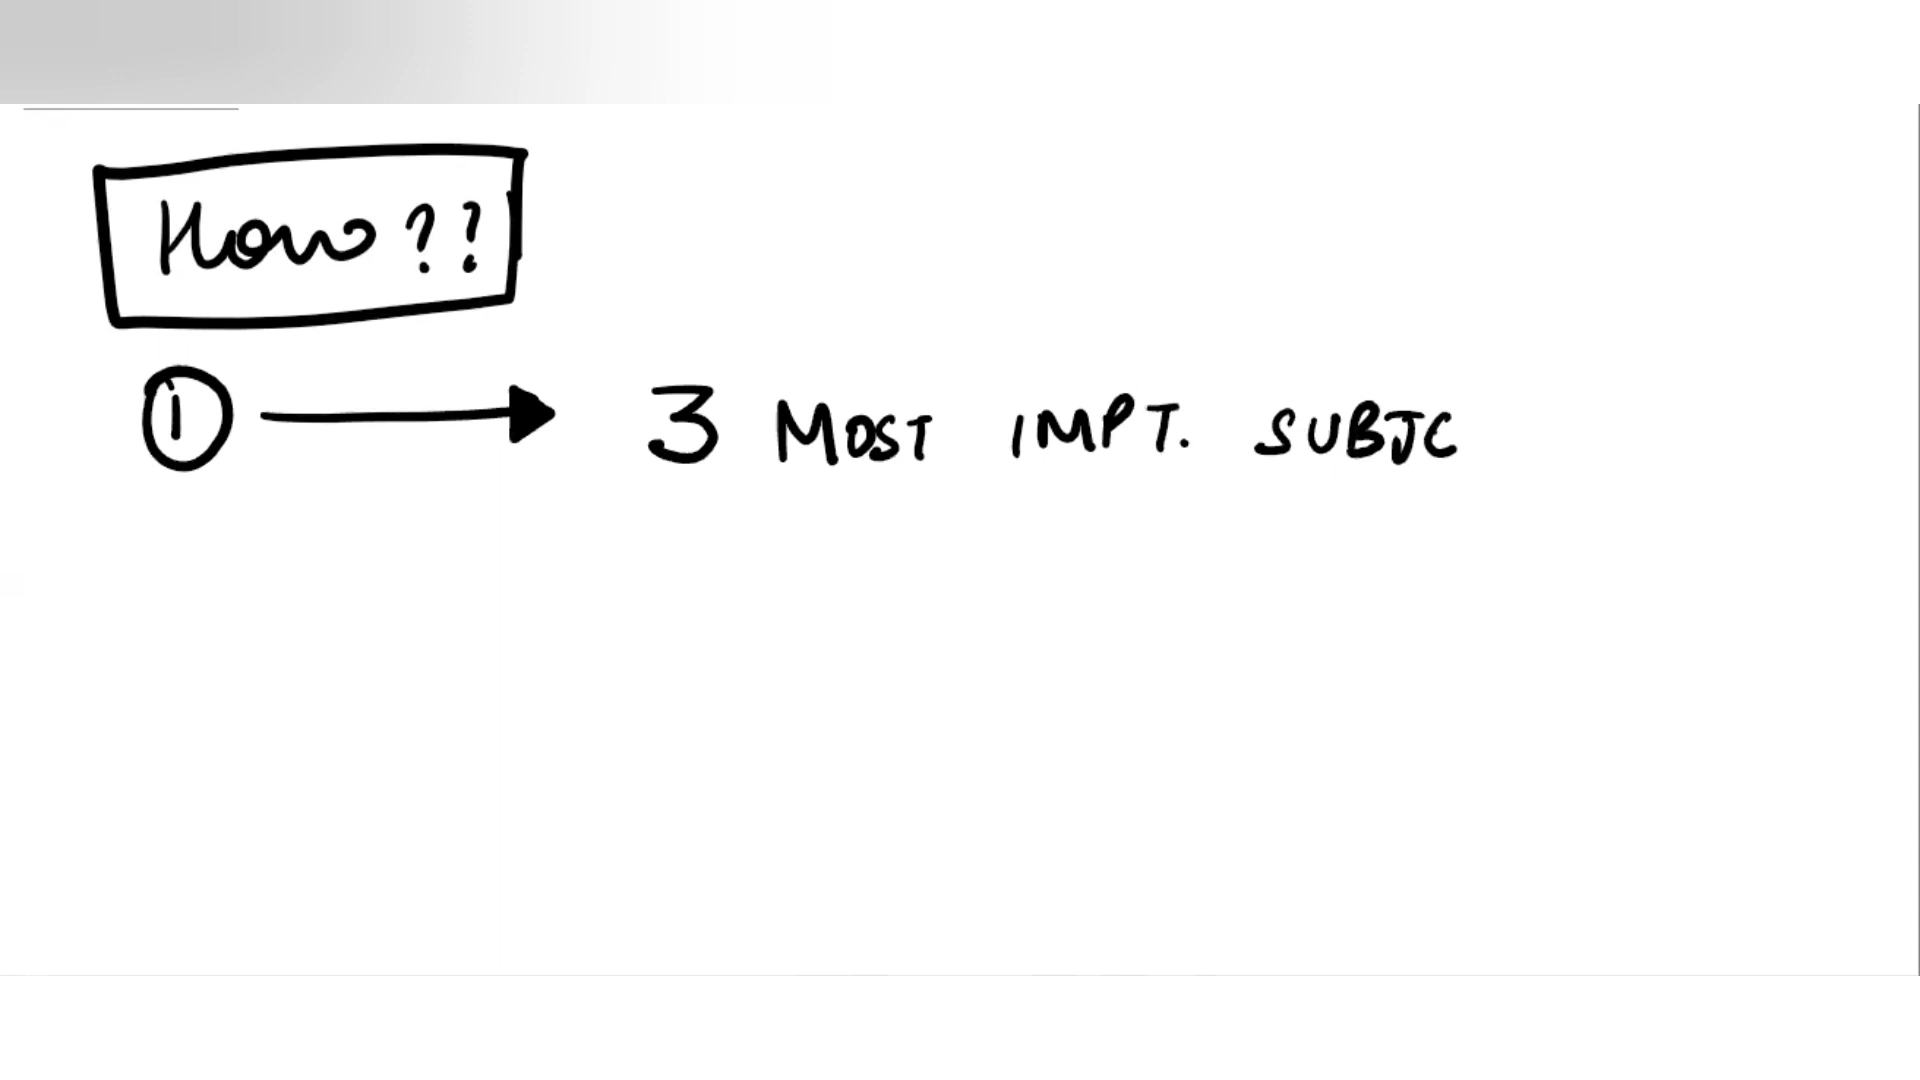 How??
① → 3 MOST IMPT. SUBJC